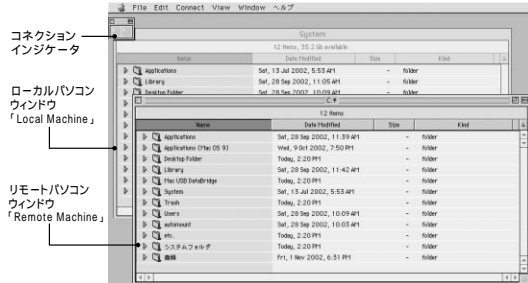 File Edit Connect View Window ヘルプ
コネクション
インジケータ
System
12 items, 35.2 Gb available
Name Date Modified Size Kind
Applications Sat, 13 Jul 2002, 5:53 AM - folder
Library Sat, 28 Sep 2002, 11:05 AM - folder
Desktop Folder Sat, 28 Sep 2002, 10:09 AM - folder
ローカルパソコン
ウィンドウ
「Local Machine」
12 items
Name Date Modified Size Kind
Applications Sat, 28 Sep 2002, 11:39 AM - folder
Applications (Mac OS 9) Wed, 9 Oct 2002, 7:50 PM - folder
Desktop Folder Today, 2:20 PM - folder
Library Sat, 28 Sep 2002, 11:42 AM - folder
Mac USB DataBridge Today, 2:20 PM - folder
System Sat, 13 Jul 2002, 5:53 AM - folder
Trash Today, 2:20 PM - folder
Users Sat, 28 Sep 2002, 10:09 AM - folder
automount Sat, 28 Sep 2002, 10:03 AM - folder
etc. Today, 2:20 PM - folder
システムフォルダ Today, 2:20 PM - folder
書類 Fri, 1 Nov 2002, 6:31 PM - folder
リモートパソコン
ウィンドウ
「Remote Machine」